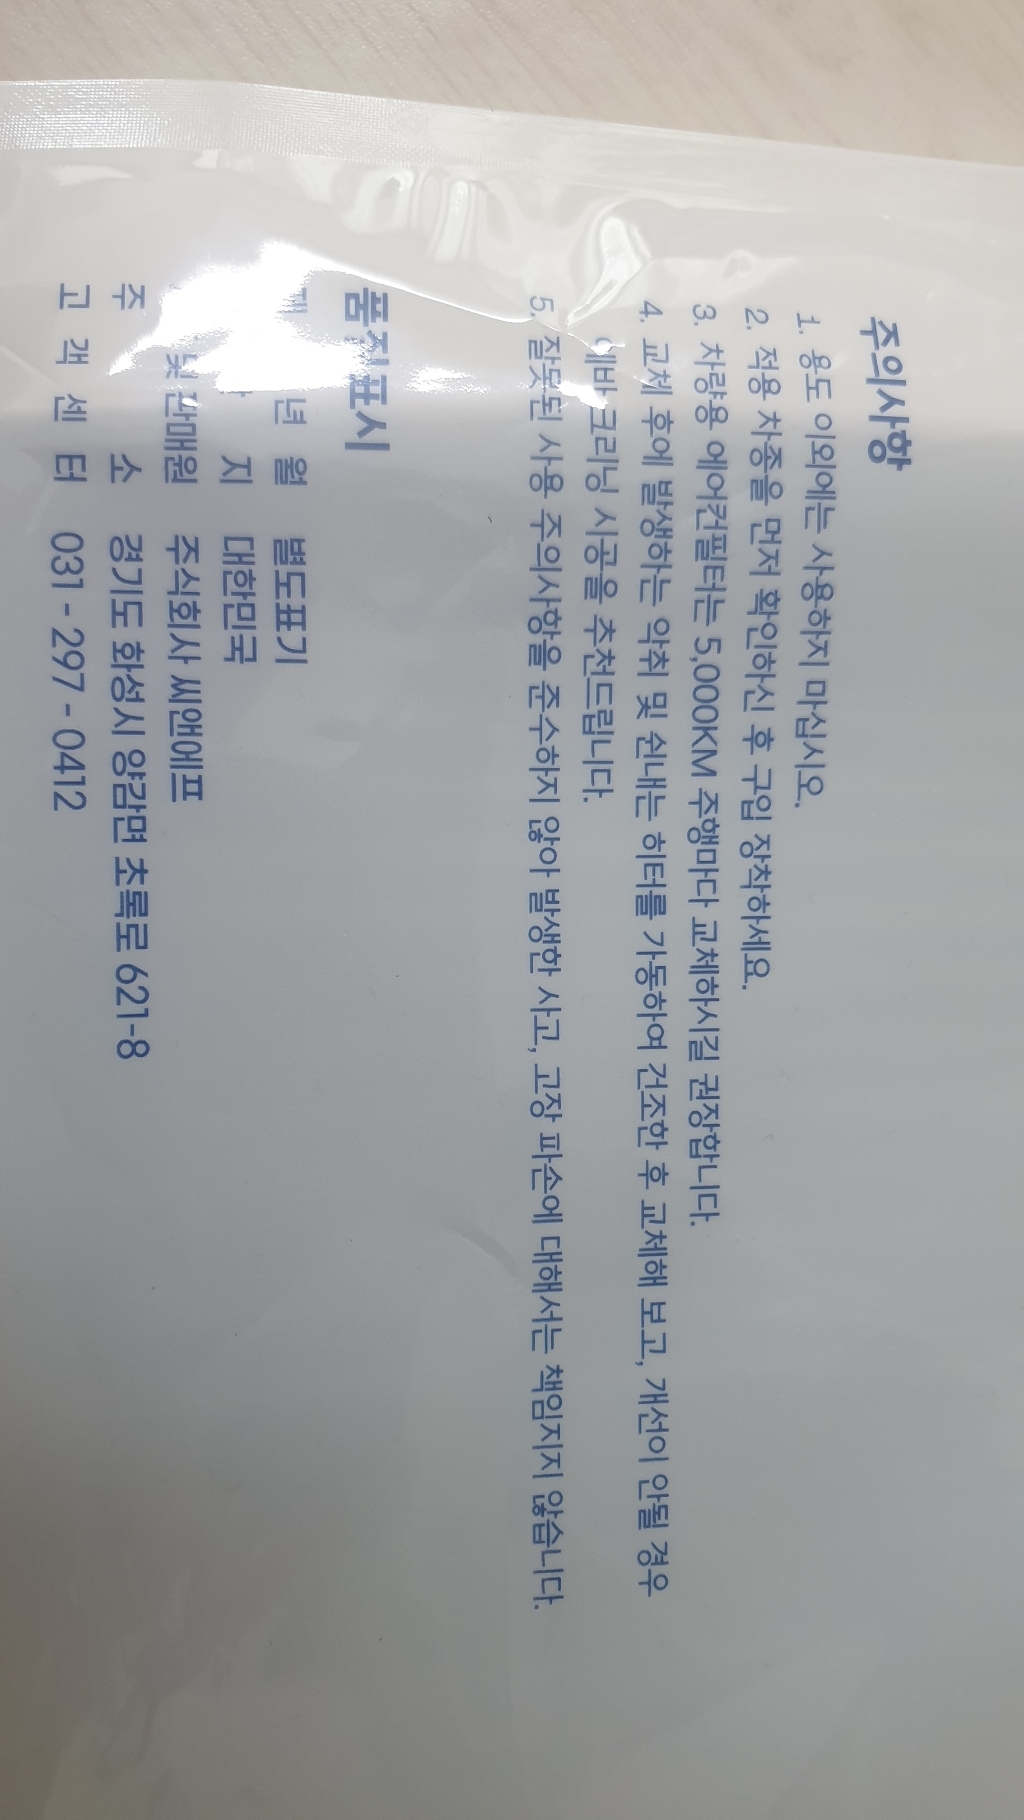 주의사항
1. 용도 이외에는 사용하지 마십시오.
2. 적용 차종을 먼저 확인하신 후 구입 장착하세요.
3. 차량용 에어컨필터는 5,000KM 주행마다 교체하시길 권장합니다.
4. 교체 후에 발생하는 악취 및 쉰내는 히터를 가동하여 건조한 후 교체해 보고, 개선이 안될 경우
크리닝 시공을 추천드립니다.
5. 잘못된 사용 주의사항을 준수하지 않아 발생한 사고, 고장 파손에 대해서는 책임지지 않습니다.
품질표시
년 월 별도표기
지 대한민국
및 판매원 주식회사 씨앤에프
주 소 경기도 화성시 양감면 초록로 621-8
고 객 센 터 031 - 297 - 0412